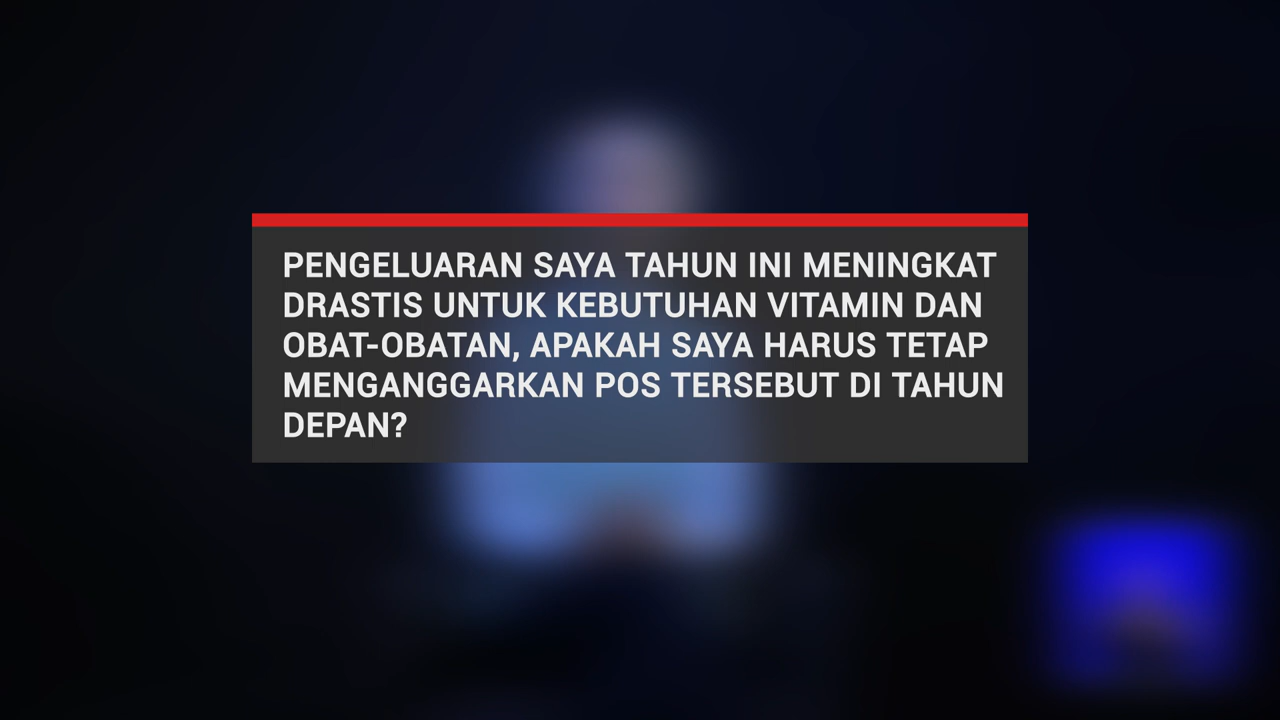 PENGELUARAN SAYA TAHUN INI MENINGKAT
DRASTIS UNTUK KEBUTUHAN VITAMIN DAN
OBAT-OBATAN, APAKAH SAYA HARUS TETAP
MENGANGGARKAN POS TERSEBUT DI TAHUN
DEPAN?